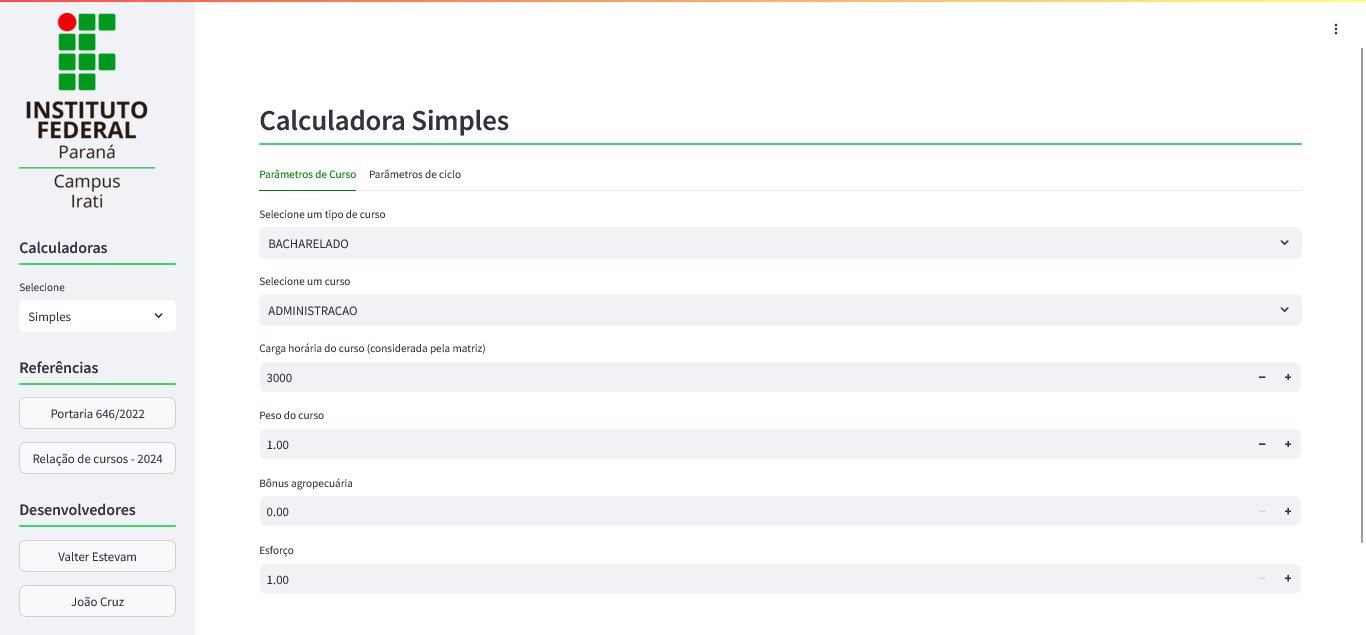 INSTITUTO
FEDERAL
Paraná
Campus
Irati
Calculadoras
Selecione
Simples
Referências
Portaria 646/2022
Relação de cursos - 2024
Desenvolvedores
Valter Estevam
João Cruz
Calculadora Simples
Parâmetros de Curso Parâmetros de ciclo
Selecione um tipo de curso
BACHARELADO
Selecione um curso
ADMINISTRACAO
Carga horária do curso (considerada pela matriz)
3000
Peso do curso
1.00
Bônus agropecuária
0.00
Esforço
1.00